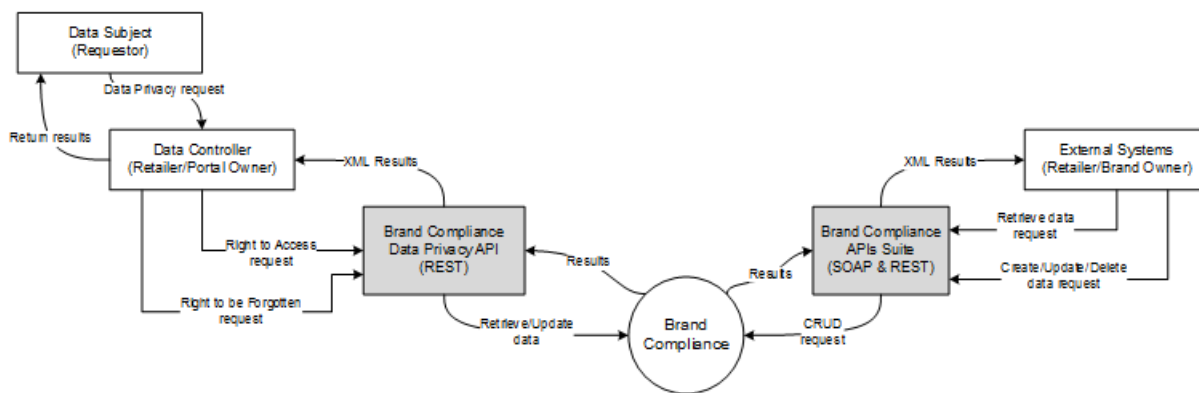 Data Subject
(Requestor)
Data Privacy request
Return results
Data Controller
(Retailer/Portal Owner)
XML Results
Right to Access
request
Right to be Forgotten
request
Brand Compliance
Data Privacy API
(REST)
Retrieve/Update
data
Results
Brand
Compliance
Results
CRUD
request
Brand Compliance
APIs Suite
(SOAP & REST)
XML Results
External Systems
(Retailer/Brand Owner)
Retrieve data
request
Create/Update/Delete
data request